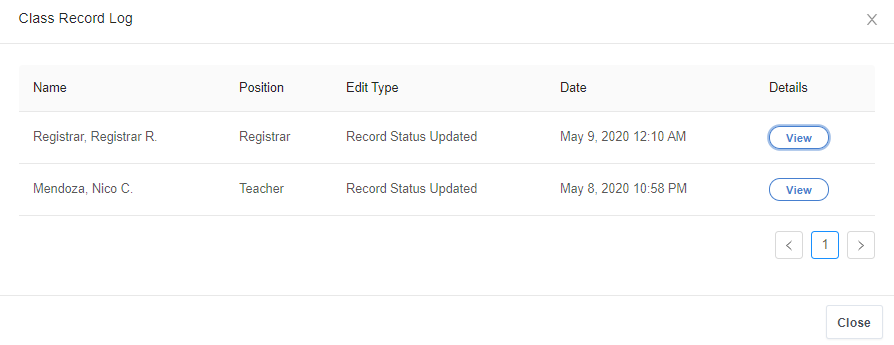 Class Record Log X
Name Position Edit Type Date Details
Registrar, Registrar R. Registrar Record Status Updated May 9, 2020 12:10 AM View
Mendoza, Nico C. Teacher Record Status Updated May 8, 2020 10:58 PM View
< 1 >
Close